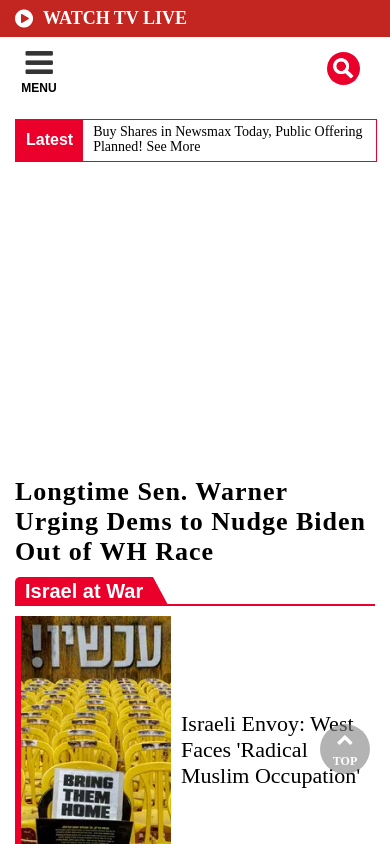 WATCH TV LIVE
MENU
Latest
Buy Shares in Newsmax Today, Public Offering
Planned! See More
Longtime Sen. Warner
Urging Dems to Nudge Biden
Out of WH Race
Israel at War
עכשיו!
BRING
THEM
HOME
Israeli Envoy: West
Faces 'Radical
Muslim Occupation'
TOP